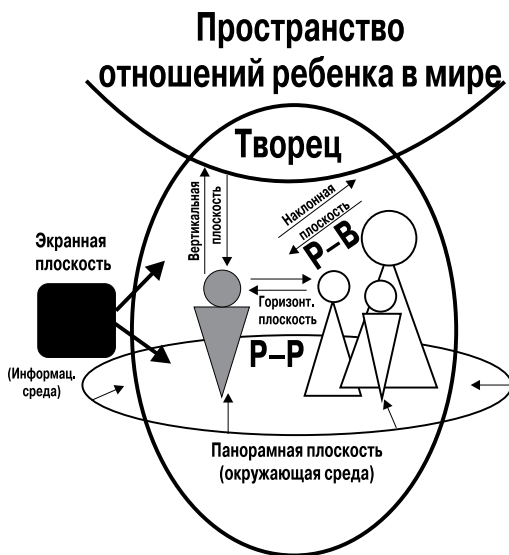 Пространство
отношений ребенка в мире
Творец
Вертикальная
плоскость
Наклонная
плоскость
Р–В
Экранная
плоскость
Горизонт.
плоскость
Р–Р
(Информац.
среда)
Панорамная плоскость
(окружающая среда)